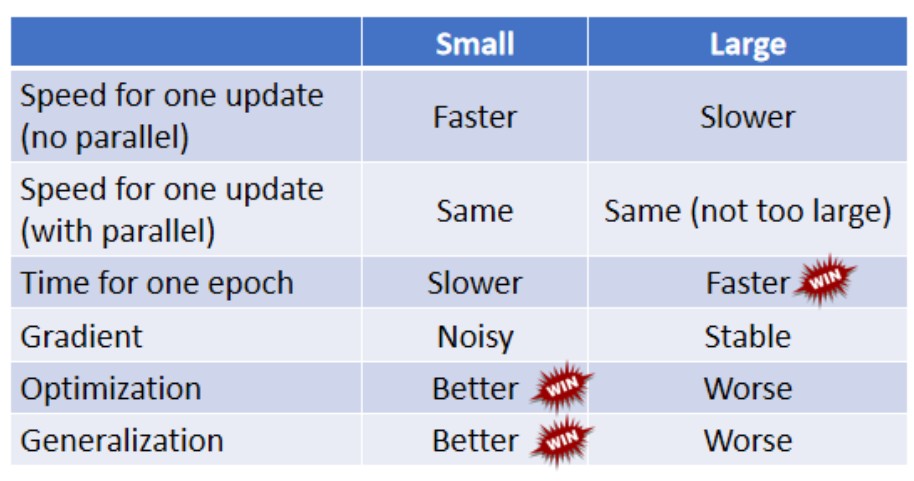 Small Large
Speed for one update
(no parallel)
Faster Slower
Speed for one update
(with parallel)
Same Same (not too large)
Time for one epoch Slower Faster WIN
Gradient Noisy Stable
Optimization Better WIN Worse
Generalization Better WIN Worse